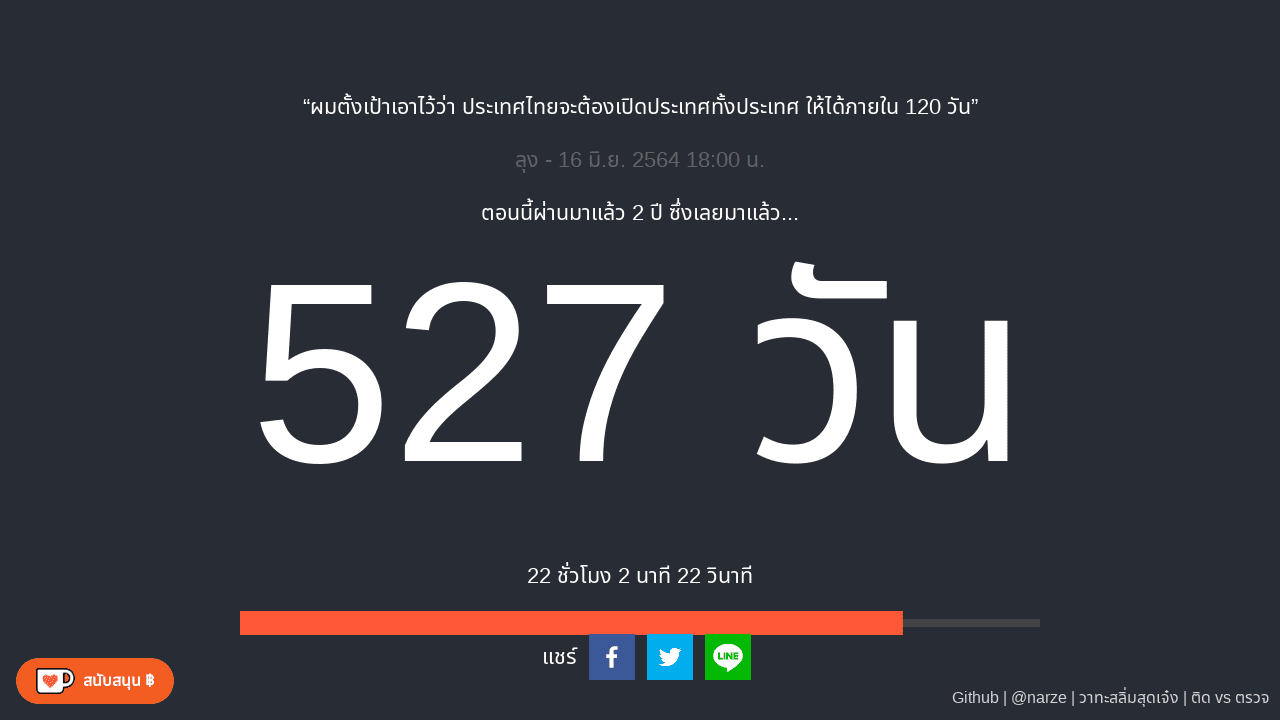 “ผมตั้งเป้าเอาไว้ว่า ประเทศไทยจะต้องเปิดประเทศทั้งประเทศ ให้ได้ภายใน 120 วัน”
ลุง - 16 มิ.ย. 2564 18:00 น.
ตอนนี้ผ่านมาแล้ว 2 ปี ซึ่งเลยมาแล้ว...
527 วัน
22 ชั่วโมง 2 นาที 22 วินาที
แชร์
LINE
สนับสนุน ฿
Github | @narze | วาทะสลิ่มสุดเจ๋ง | ติด vs ตรวจ